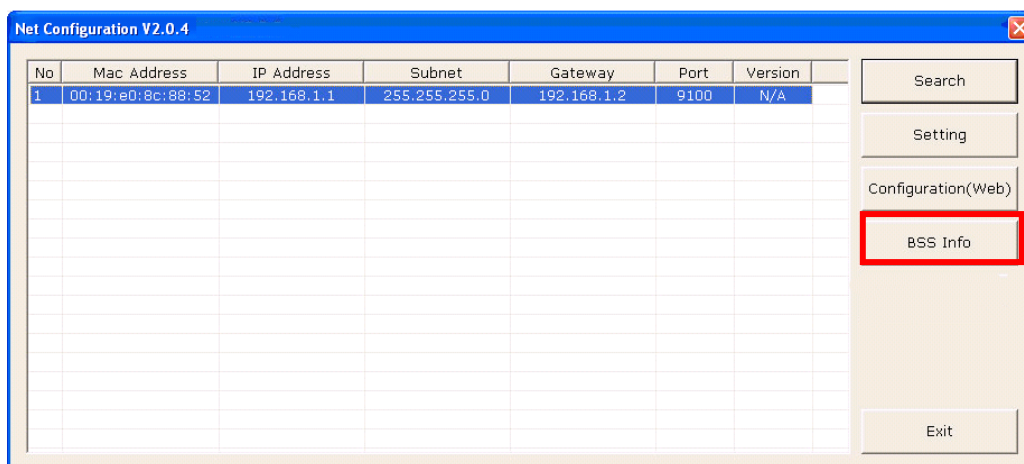 Net Configuration V2.0.4
No Mac Address IP Address Subnet Gateway Port Version
1 00:19:e0:8c:88:52 192.168.1.1 255.255.255.0 192.168.1.2 9100 N/A
Search
Setting
Configuration(Web)
BSS Info
Exit